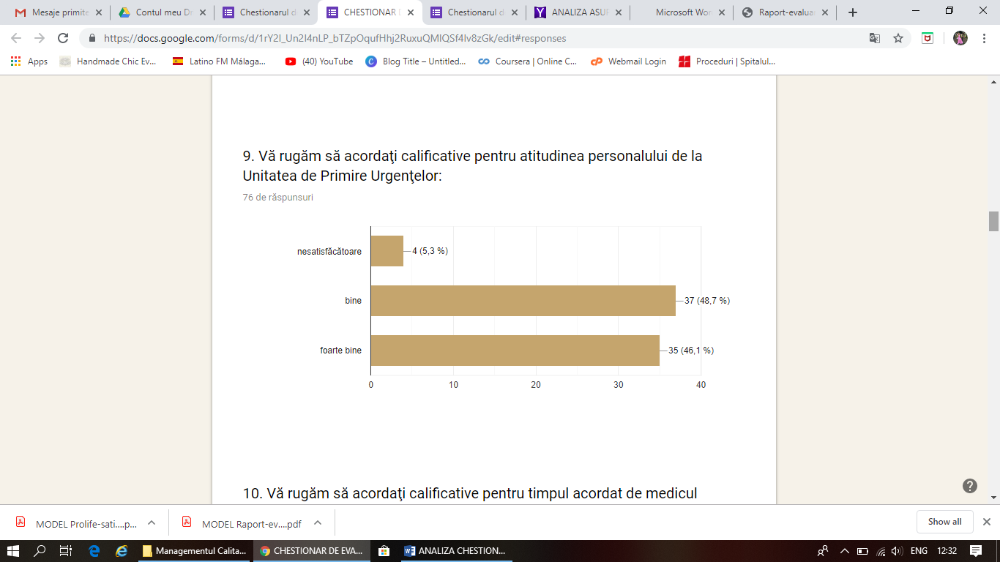 Mesaje primite
Contul meu Dr
Chestionarul d
CHESTIONAR D
Chestionarul d
ANALIZA ASUP
Microsoft Wor
Raport-evaluar
https://docs.google.com/forms/d/1rY2l_Un2I4nLP_bTZpOqufHhj2RuxuQMlQSf4lv8zGk/edit#responses
Apps
Handmade Chic Ev...
Latino FM Málaga...
(40) YouTube
Blog Title – Untitled...
Coursera | Online C...
Webmail Login
Proceduri | Spitalul...
9. Vă rugăm să acordaţi calificative pentru atitudinea personalului de la
Unitatea de Primire Urgenţelor:
76 de răspunsuri
nesatisfăcătoare
4 (5,3 %)
bine
37 (48,7 %)
foarte bine
35 (46,1 %)
0 10 20 30 40
10. Vă rugăm să acordaţi calificative pentru timpul acordat de medicul
MODEL Prolife-sati....p...
MODEL Raport-ev....pdf
Show all
Managementul Calita...
CHESTIONAR DE EVA...
ANALIZA CHESTION...
ENG
12:32